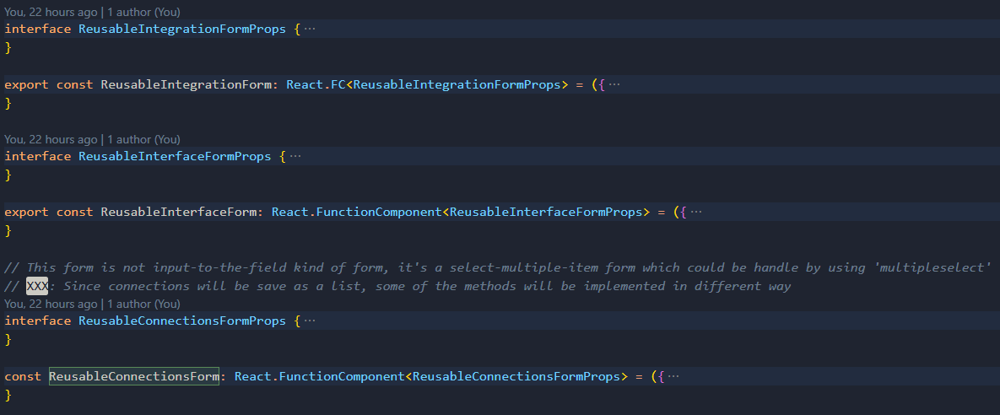 You, 22 hours ago | 1 author (You)
interface ReusableIntegrationFormProps {···
}
export const ReusableIntegrationForm: React.FC<ReusableIntegrationFormProps> = ({···
}
You, 22 hours ago | 1 author (You)
interface ReusableInterfaceFormProps {···
}
export const ReusableInterfaceForm: React.FunctionComponent<ReusableInterfaceFormProps> = ({···
}
// This form is not input-to-the-field kind of form, it's a select-multiple-item form which could be handle by using 'multipleselect'
// XXX: Since connections will be save as a list, some of the methods will be implemented in different way
You, 22 hours ago | 1 author (You)
interface ReusableConnectionsFormProps {···
}
const ReusableConnectionsForm: React.FunctionComponent<ReusableConnectionsFormProps> = ({···
}